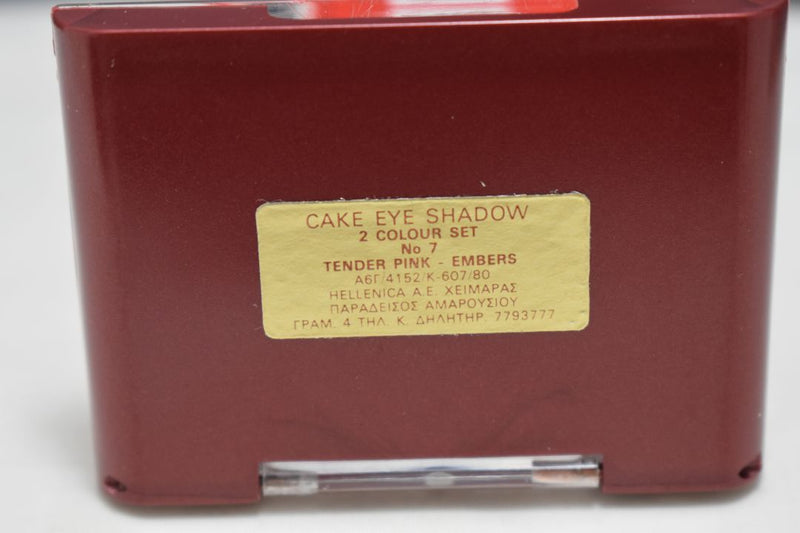 CAKE EYE SHADOW
2 COLOUR SET
No 7
TENDER PINK - EMBERS
Α6Γ/4152/Κ-607/80
HELLENICA A.E. ΧΕΙΜΑΡΑΣ
ΠΑΡΑΔΕΙΣΟΣ ΑΜΑΡΟΥΣΙΟΥ
ΓΡΑΜ. 4 ΤΗΛ. Κ. ΔΗΛΗΤΗΡ. 7793777